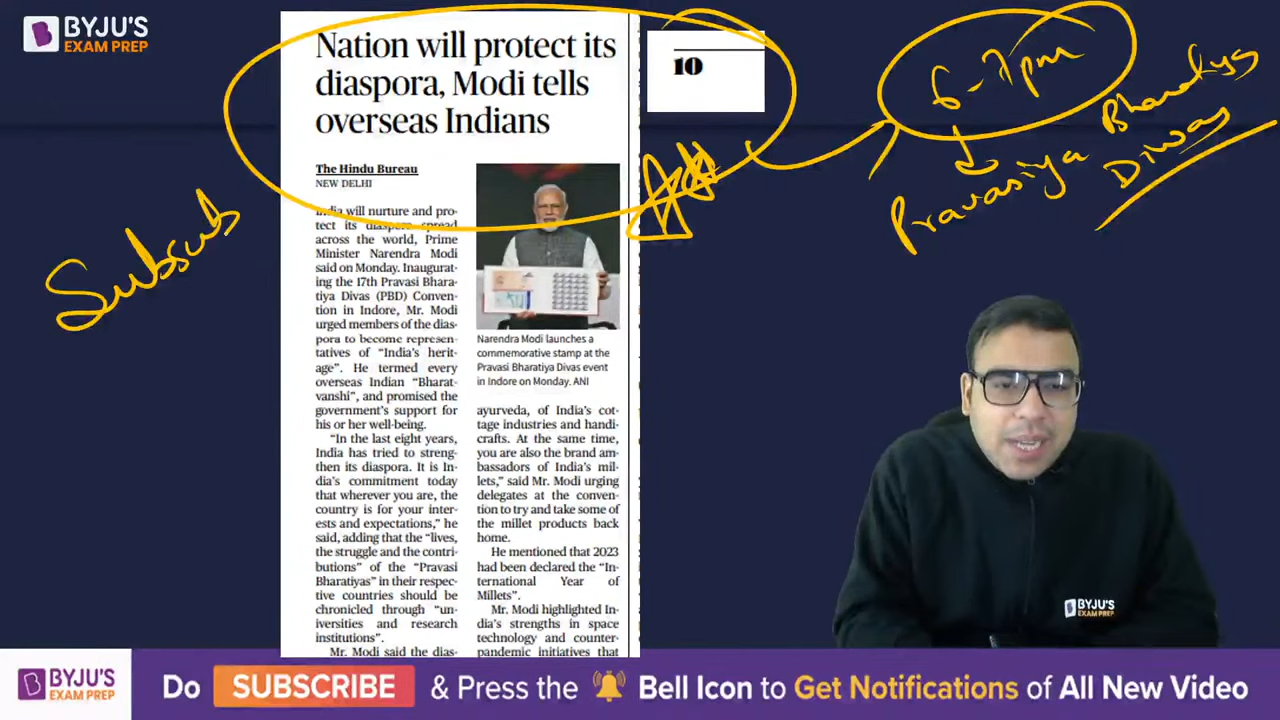 BYJU'S
EXAM PREP
Nation will protect its
diaspora, Modi tells
overseas Indians
10
6-7pm
Pravasiya Bharatiya
Diwas
Subsub
The Hindu Bureau
NEW DELHI
India will nurture and pro-
tect its diaspora spread
across the world, Prime
Minister Narendra Modi
said on Monday. Inaugurat-
ing the 17th Pravasi Bhara-
tiya Divas (PBD) Conven-
tion in Indore, Mr. Modi
urged members of the dias-
pora to become represen-
tatives of “India’s herit-
age”. He termed every
overseas Indian “Bharat-
vanshi”, and promised the
government’s support for
his or her well-being.
“In the last eight years,
India has tried to streng-
then its diaspora. It is In-
dia’s commitment today
that wherever you are, the
country is for your inter-
ests and expectations,” he
said, adding that the “lives,
the struggle and the contri-
butions” of the “Pravasi
Bharatiyas” in their respec-
tive countries should be
chronicled through “un-
iversities and research
institutions”.
Mr. Modi said the dias-
Narendra Modi launches a
commemorative stamp at the
Pravasi Bharatiya Divas event
in Indore on Monday. ANI
ayurveda, of India’s cot-
tage industries and handi-
crafts. At the same time,
you are also the brand am-
bassadors of India’s mil-
lets,” said Mr. Modi urging
delegates at the conven-
tion to try and take some of
the millet products back
home.
He mentioned that 2023
had been declared the “In-
ternational Year of
Millets”.
Mr. Modi highlighted In-
dia’s strengths in space
technology and counter-
pandemic initiatives that
BYJU'S
EXAM PREP
BYJU'S
EXAM PREP
Do SUBSCRIBE & Press the Bell Icon to Get Notifications of All New Video